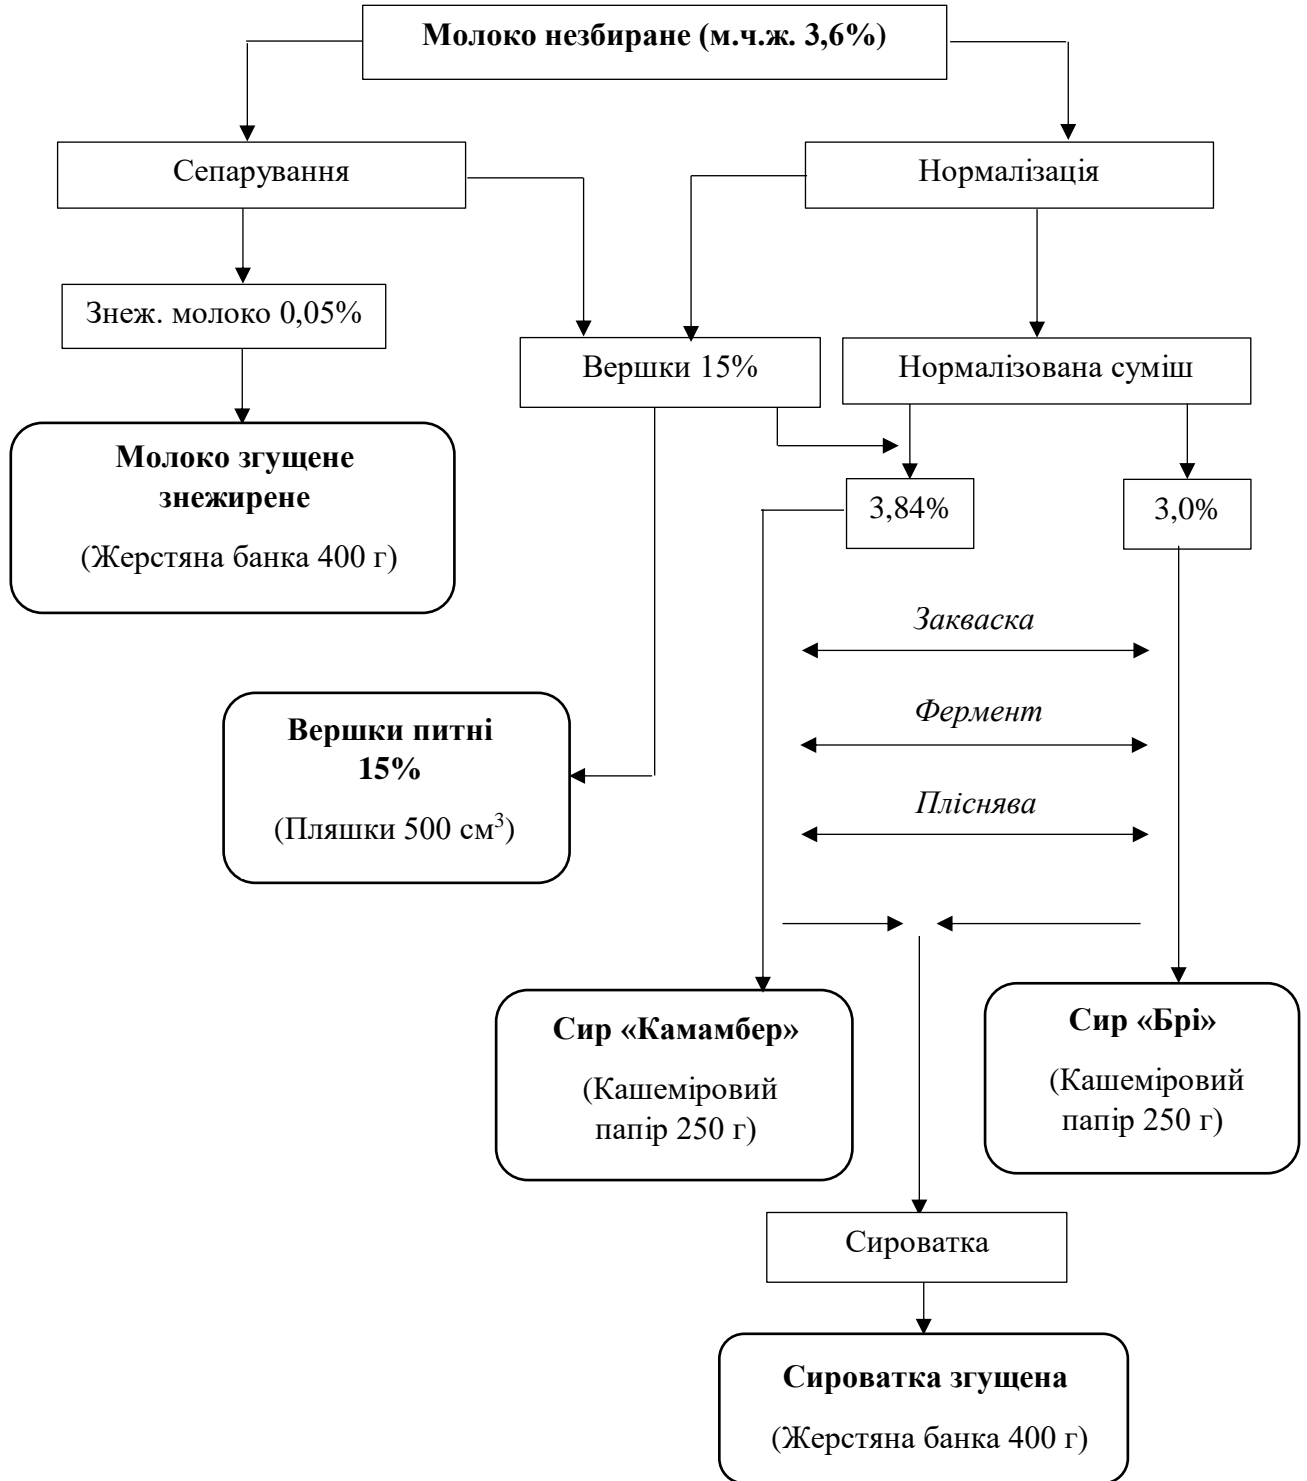 Молоко незбиране (м.ч.ж. 3,6%)
Сепарування
Нормалізація
Знеж. молоко 0,05%
Вершки 15%
Нормалізована суміш
Молоко згущене
знежирене
(Жерстяна банка 400 г)
3,84%
3,0%
Закваска
Фермент
Пліснява
Вершки питні
15%
(Пляшки 500 см³)
Сир «Камамбер»
(Кашеміровий
папір 250 г)
Сир «Брі»
(Кашеміровий
папір 250 г)
Сироватка
Сироватка згущена
(Жерстяна банка 400 г)